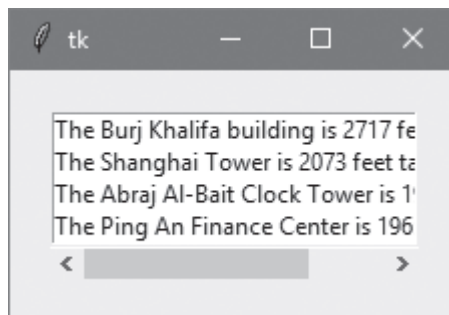 tk
The Burj Khalifa building is 2717 fe
The Shanghai Tower is 2073 feet ta
The Abraj Al-Bait Clock Tower is 1
The Ping An Finance Center is 196